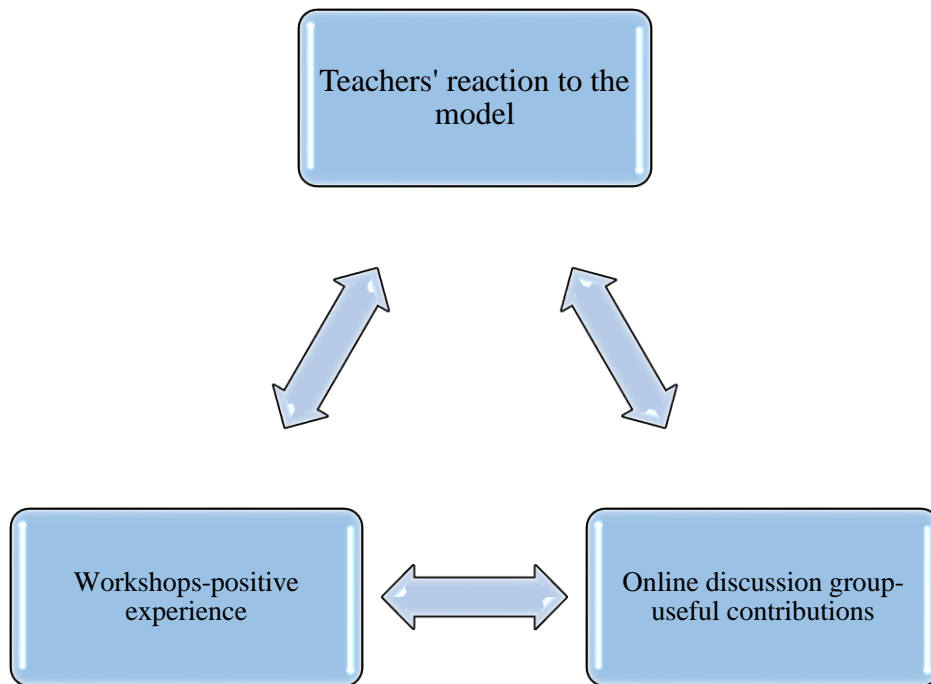 Teachers' reaction to the
model
Workshops-positive
experience
Online discussion group-
useful contributions